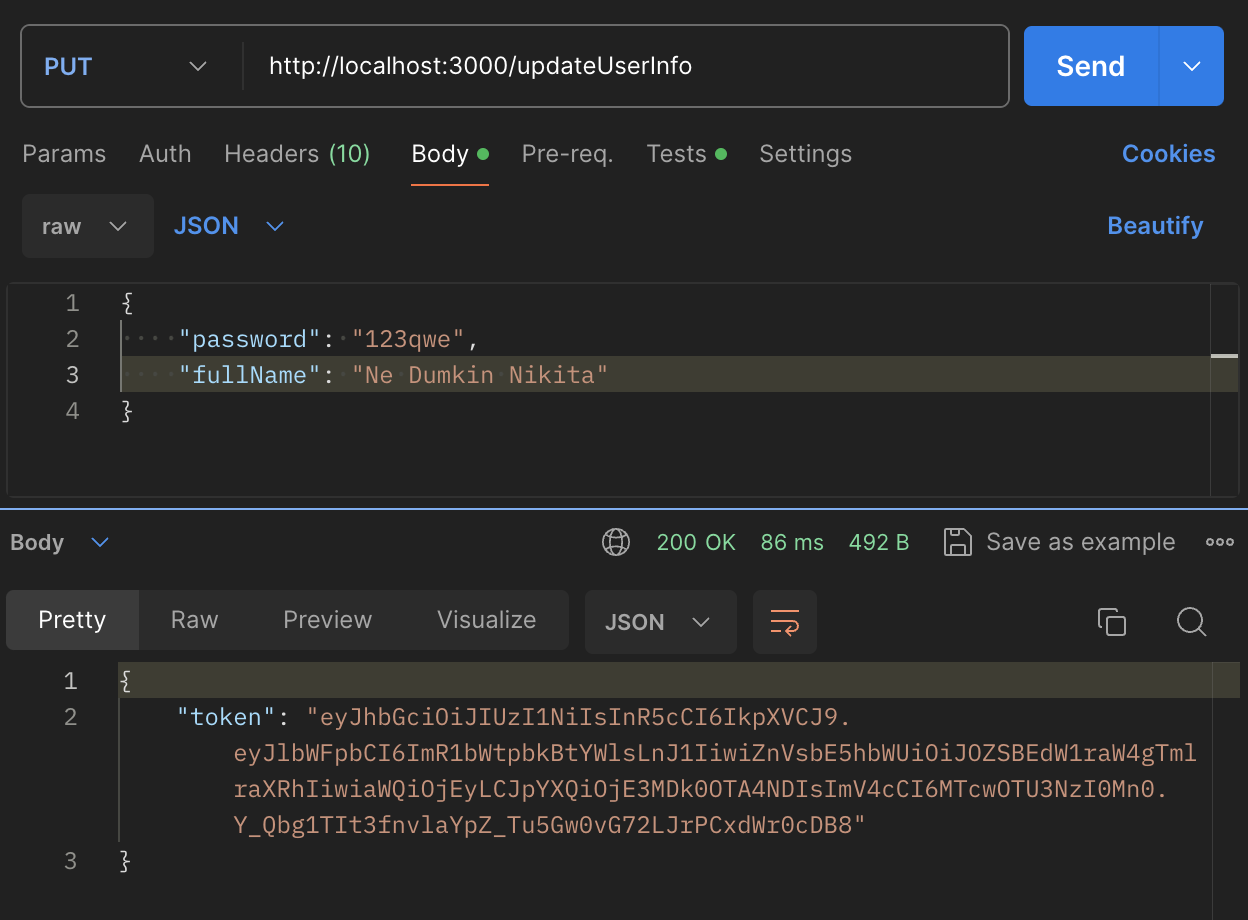 PUT
http://localhost:3000/updateUserInfo
Send
Params Auth Headers (10) Body Pre-req. Tests Settings Cookies
raw JSON Beautify
1 {
2 "password": "123qwe",
3 "fullName": "Ne Dumkin Nikita"
4 }
Body 200 OK 86 ms 492 B Save as example
Pretty Raw Preview Visualize JSON
1 {
2 "token": "eyJhbGciOiJIUzI1NiIsInR5cCI6IkpXVCJ9.
eyJlbWFpbCI6ImR1bWtpbkBtYWlsLnJ1IiwiZnVsbE5hbWUiOiJOZSBEdW1raW4gTml
raXRhIiwiaWQiOjEyLCJpYXQiOjE3MDk0OTA4NDIsImV4cCI6MTcwOTU3NzI0Mn0.
Y_Qbg1TIt3fnvlaYpZ_Tu5Gw0vG72LJrPCxdWr0cDB8"
3 }